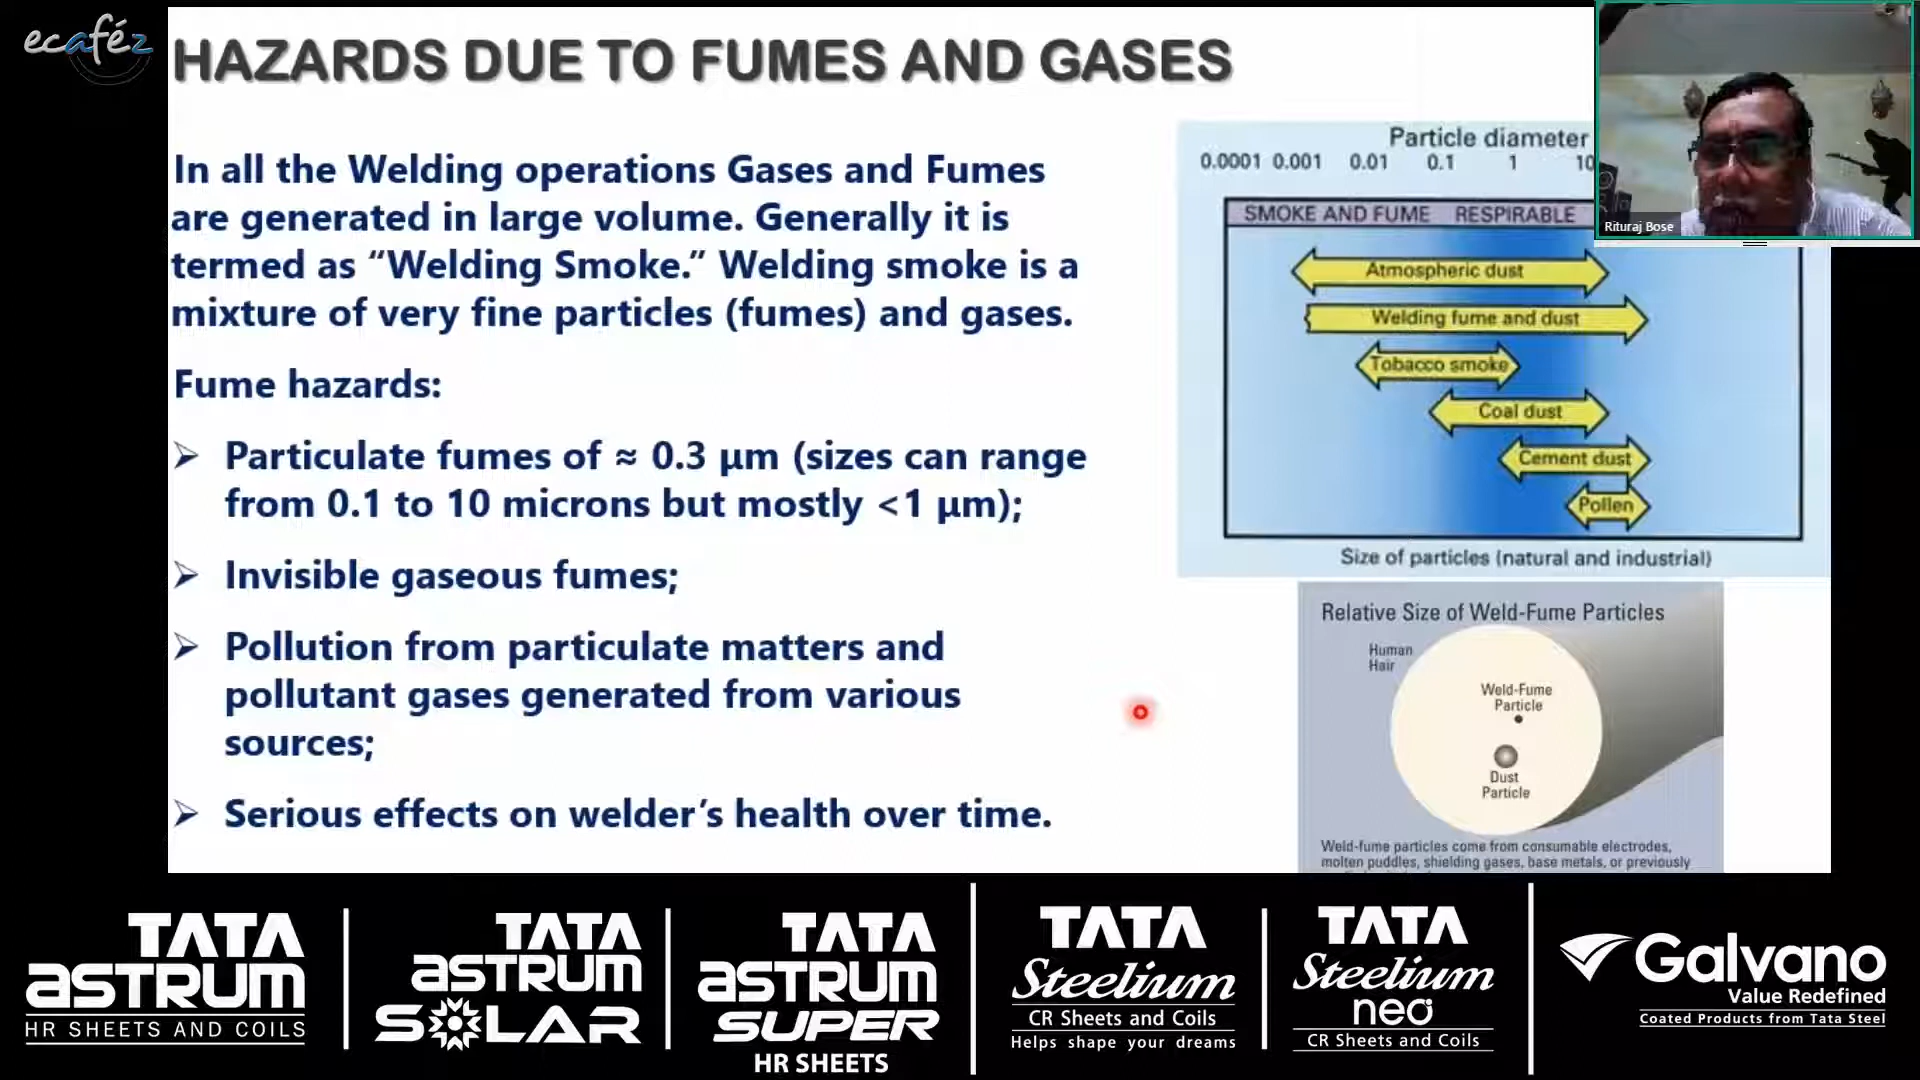 ecaféz
HAZARDS DUE TO FUMES AND GASES
In all the Welding operations Gases and Fumes
are generated in large volume. Generally it is
termed as “Welding Smoke.” Welding smoke is a
mixture of very fine particles (fumes) and gases.
Fume hazards:
➢ Particulate fumes of ≈ 0.3 µm (sizes can range
from 0.1 to 10 microns but mostly <1 µm);
➢ Invisible gaseous fumes;
➢ Pollution from particulate matters and
pollutant gases generated from various
sources;
➢ Serious effects on welder’s health over time.
Particle diameter
0.0001 0.001 0.01 0.1 1 10
SMOKE AND FUME RESPIRABLE
Atmospheric dust
Welding fume and dust
Tobacco smoke
Coal dust
Cement dust
Pollen
Size of particles (natural and industrial)
Relative Size of Weld-Fume Particles
Human
Hair
Weld-Fume
Particle
Dust
Particle
Weld-fume particles come from consumable electrodes,
molten puddles, shielding gases, base metals, or previously
Rituraj Bose
TATA
ASTRUM
HR SHEETS AND COILS
TATA
ASTRUM
SOLAR
TATA
ASTRUM
SUPER
HR SHEETS
TATA
Steelium
CR Sheets and Coils
Helps shape your dreams
TATA
Steelium
neo
CR Sheets and Coils
Galvano
Value Redefined
Coated Products from Tata Steel